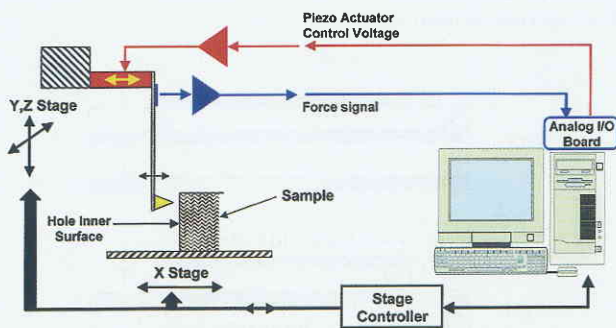 Piezo Actuator
Control Voltage
Y,Z Stage
Force signal
Analog I/O
Board
Sample
Hole Inner
Surface
X Stage
Stage
Controller